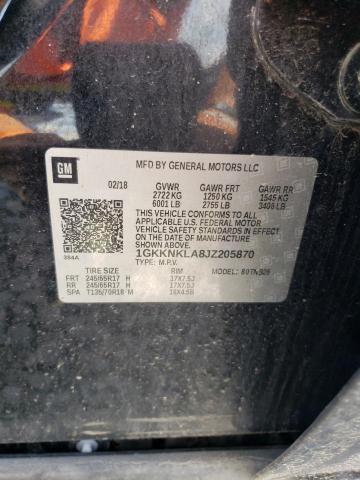 GM
MFD BY GENERAL MOTORS LLC
02/18 GVWR GAWR FRT GAWR RR
2722 KG 1250 KG 1545 KG
6001 LB 2755 LB 3406 LB
THIS VEHICLE CONFORMS TO ALL APPLICABLE
U.S. FEDERAL MOTOR
VEHICLE SAFETY STANDARDS IN EFFECT ON
THE DATE OF MANUFACTURE SHOWN ABOVE.
1GKKNKLA8JZ205870
384A TYPE: M.P.V.
TIRE SIZE RIM MODEL:
FRT 245/65R17 H 17X7.5J
RR 245/65R17 H 17X7.5J
SPA T135/70R18 M 18X4.5B